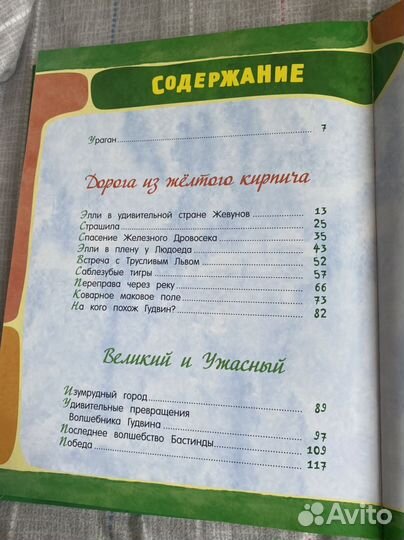 СОДЕРЖАНИЕ
Ураган 7
Дорога из жёлтого кирпича
Элли в удивительной стране Жевунов 13
Страшила 25
Спасение Железного Дровосека 35
Элли в плену у Людоеда 43
Встреча с Трусливым Львом 52
Саблезубые тигры 57
Переправа через реку 66
Коварное маковое поле 73
На кого похож Гудвин? 82
Великий и Ужасный
Изумрудный город 89
Удивительные превращения
Волшебника Гудвина 97
Последнее волшебство Бастинды 109
Победа 117
Avito